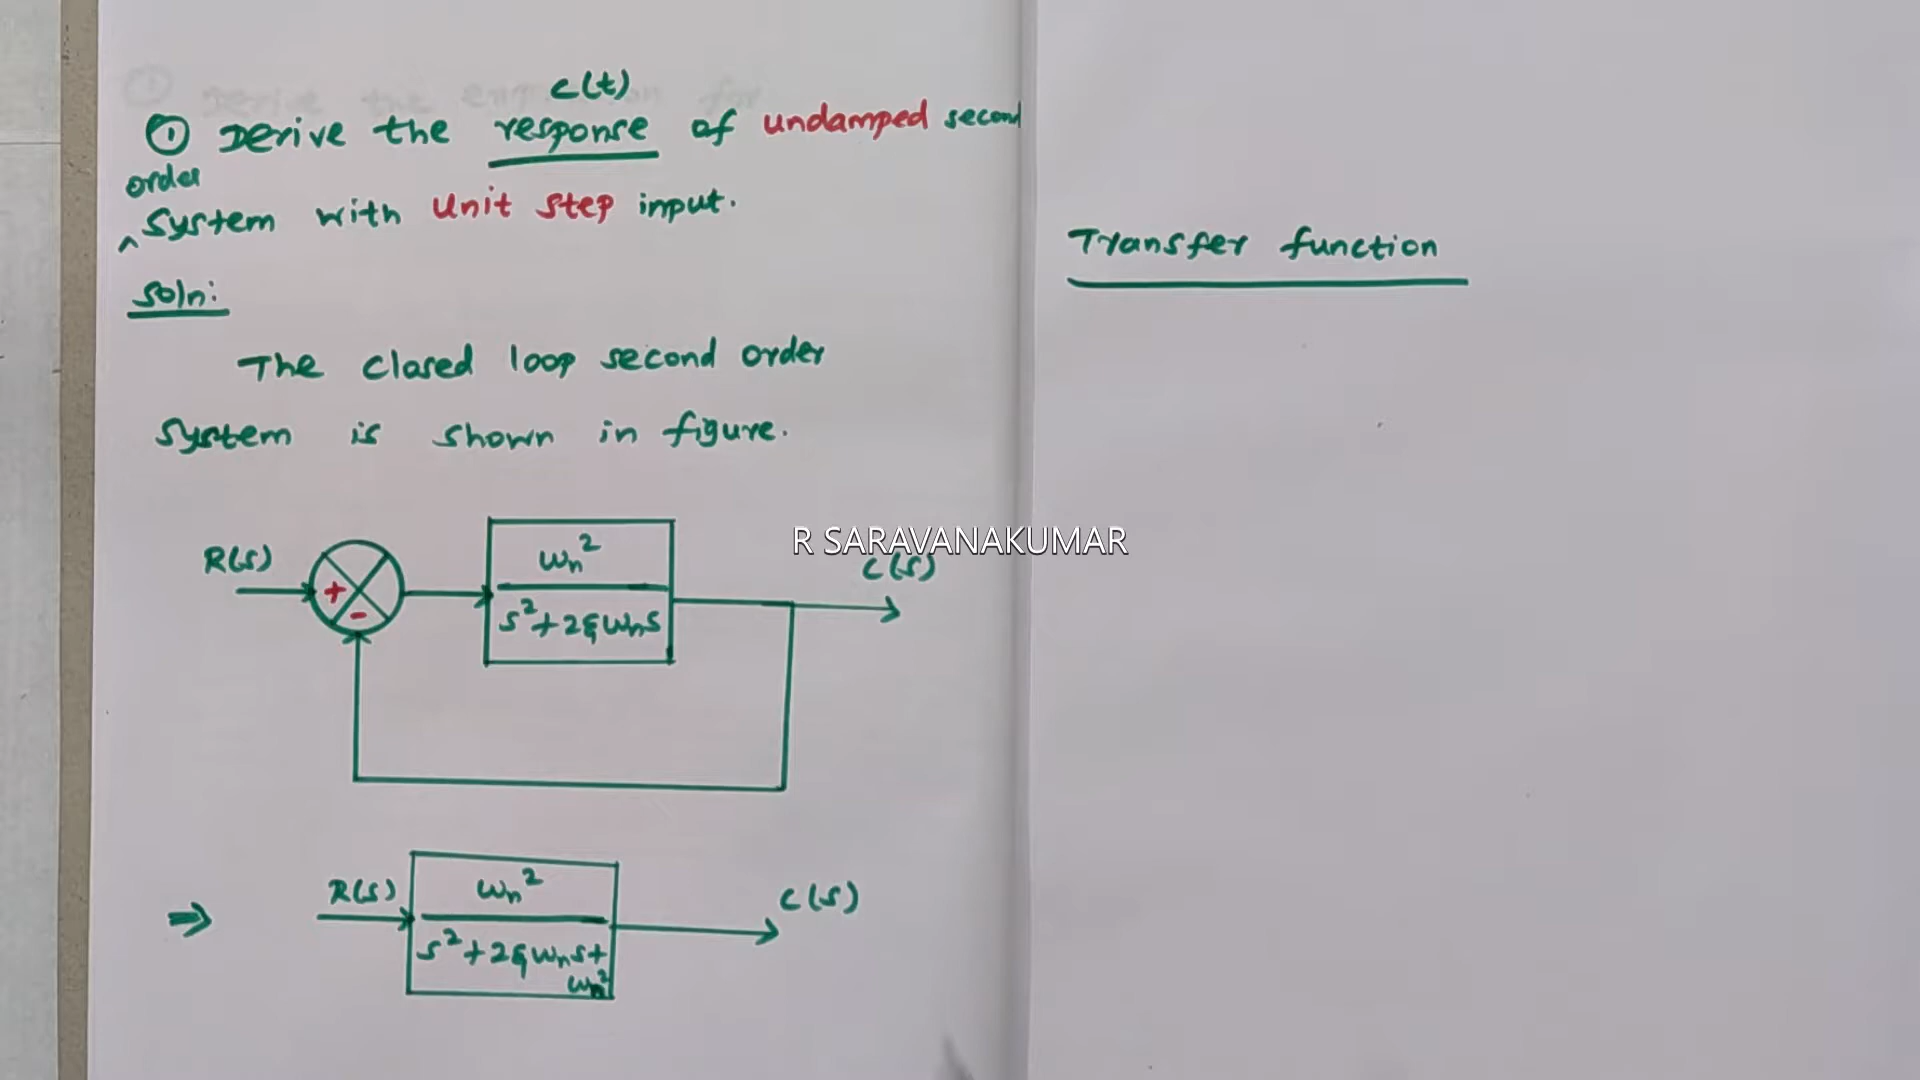 c(t)
① Derive the response of undamped second
order
^ system with unit step input.
Soln:
The closed loop second order
system is shown in figure.
R(s)
+
-
ωn²
s²+2ξωns
C(s)
R SARAVANAKUMAR
⇒
R(s)
ωn²
s²+2ξωns+
ωn²
C(s)
Transfer function